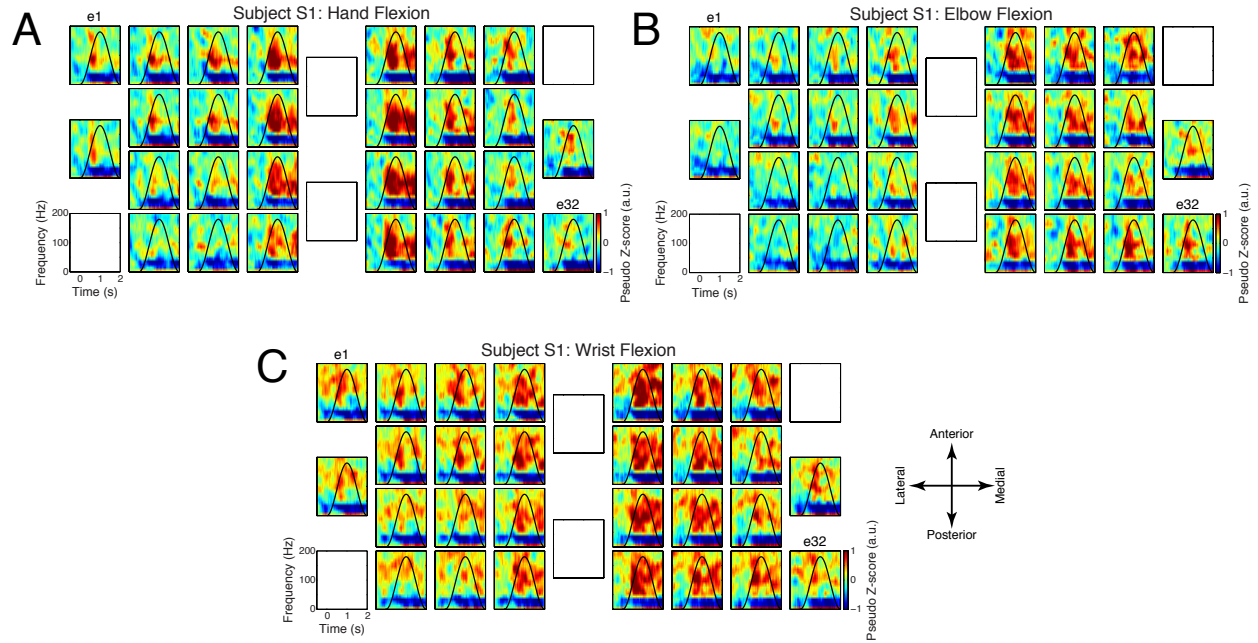 A
Subject S1: Hand Flexion
e1
e32
Frequency (Hz)
200
100
0
0 1 2
Time (s)
1
0
−1
Pseudo Z-score (a.u.)
B
Subject S1: Elbow Flexion
e1
e32
Frequency (Hz)
200
100
0
0 1 2
Time (s)
1
0
−1
Pseudo Z-score (a.u.)
C
Subject S1: Wrist Flexion
e1
e32
Frequency (Hz)
200
100
0
0 1 2
Time (s)
1
0
−1
Pseudo Z-score (a.u.)
Anterior
Lateral
Medial
Posterior